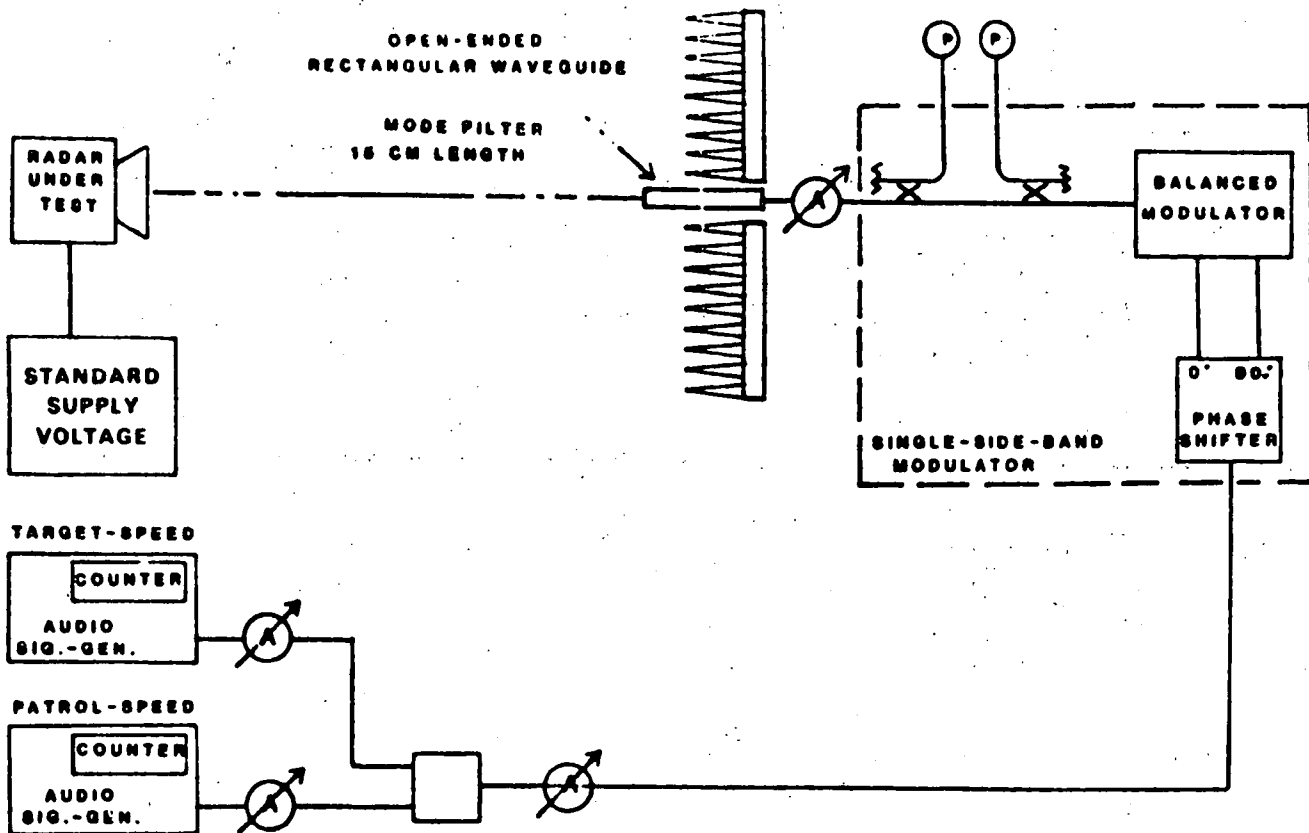 OPEN-ENDED
RECTANGULAR WAVEGUIDE
MODE FILTER
15 CM LENGTH
P P
RADAR
UNDER
TEST
A
BALANCED
MODULATOR
STANDARD
SUPPLY
VOLTAGE
0° 90°
PHASE
SHIFTER
SINGLE-SIDE-BAND
MODULATOR
TARGET-SPEED
COUNTER
AUDIO
SIG.-GEN.
A
PATROL-SPEED
COUNTER
AUDIO
SIG.-GEN.
A
A